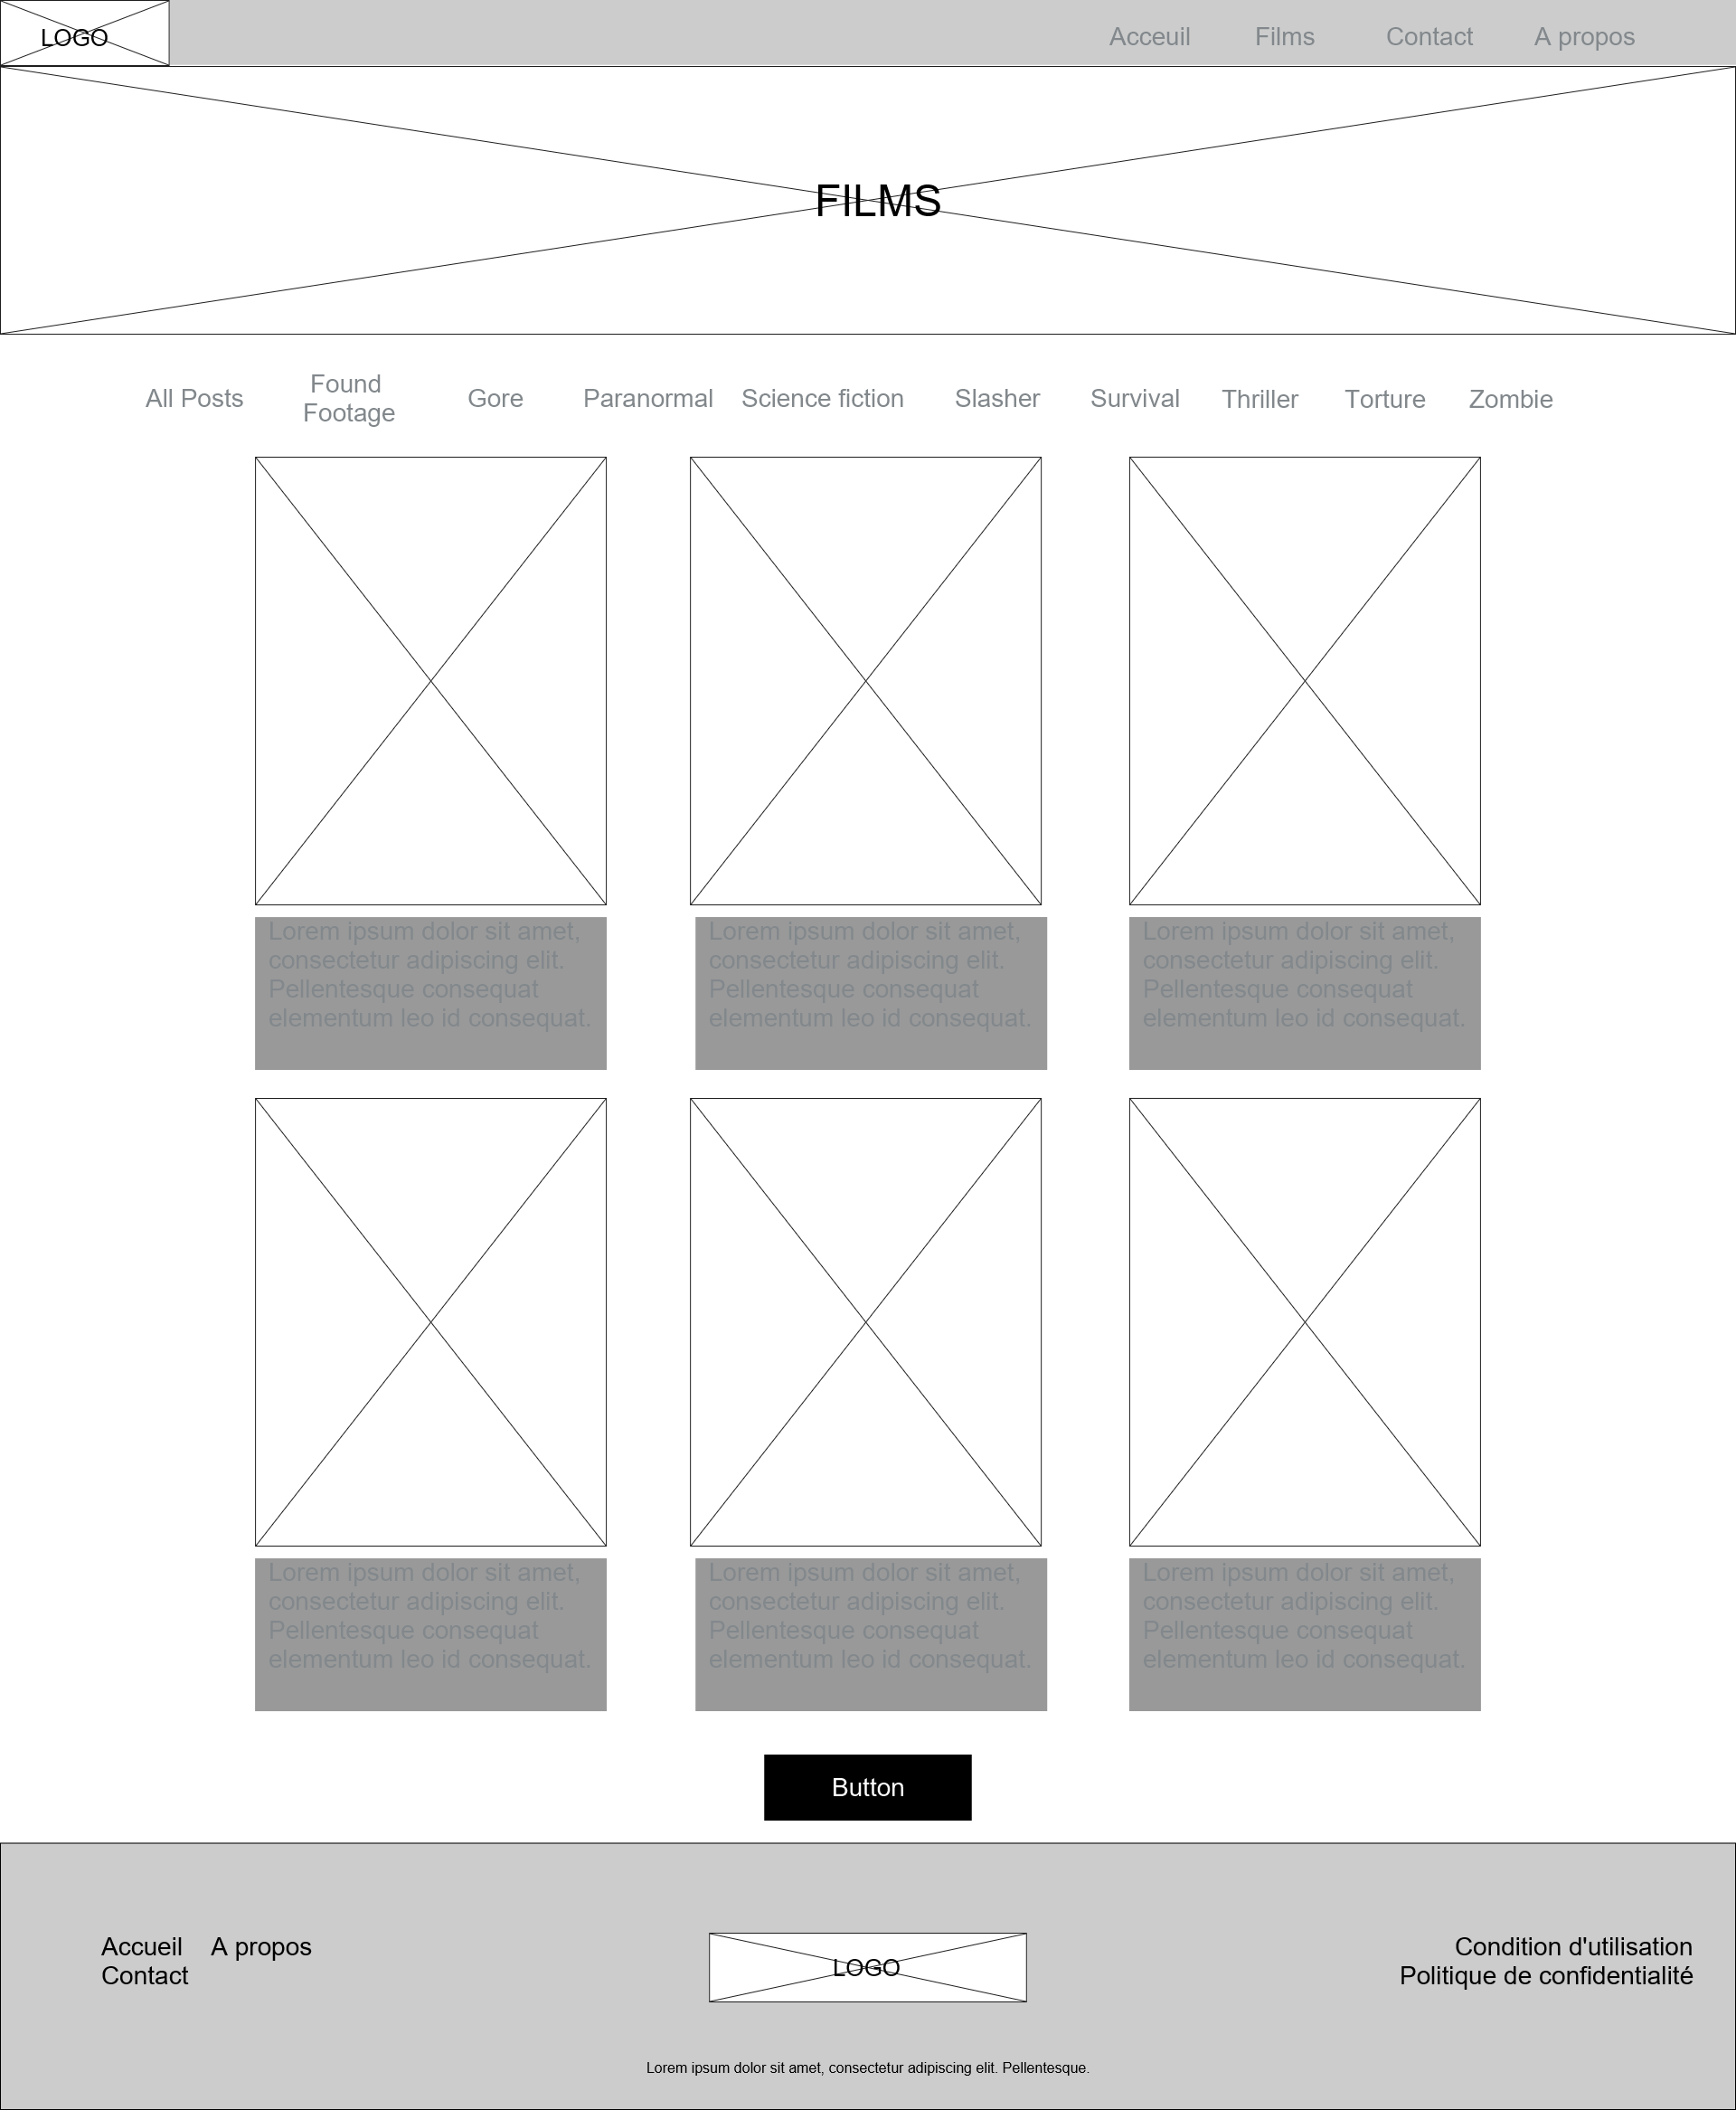 LOGO
Acceuil Films Contact A propos
FILMS
All Posts
Found
Footage
Gore
Paranormal
Science fiction
Slasher
Survival
Thriller
Torture
Zombie
Lorem ipsum dolor sit amet,
consectetur adipiscing elit.
Pellentesque consequat
elementum leo id consequat.
Lorem ipsum dolor sit amet,
consectetur adipiscing elit.
Pellentesque consequat
elementum leo id consequat.
Lorem ipsum dolor sit amet,
consectetur adipiscing elit.
Pellentesque consequat
elementum leo id consequat.
Lorem ipsum dolor sit amet,
consectetur adipiscing elit.
Pellentesque consequat
elementum leo id consequat.
Lorem ipsum dolor sit amet,
consectetur adipiscing elit.
Pellentesque consequat
elementum leo id consequat.
Lorem ipsum dolor sit amet,
consectetur adipiscing elit.
Pellentesque consequat
elementum leo id consequat.
Button
Accueil A propos
Contact
LOGO
Condition d'utilisation
Politique de confidentialité
Lorem ipsum dolor sit amet, consectetur adipiscing elit. Pellentesque.